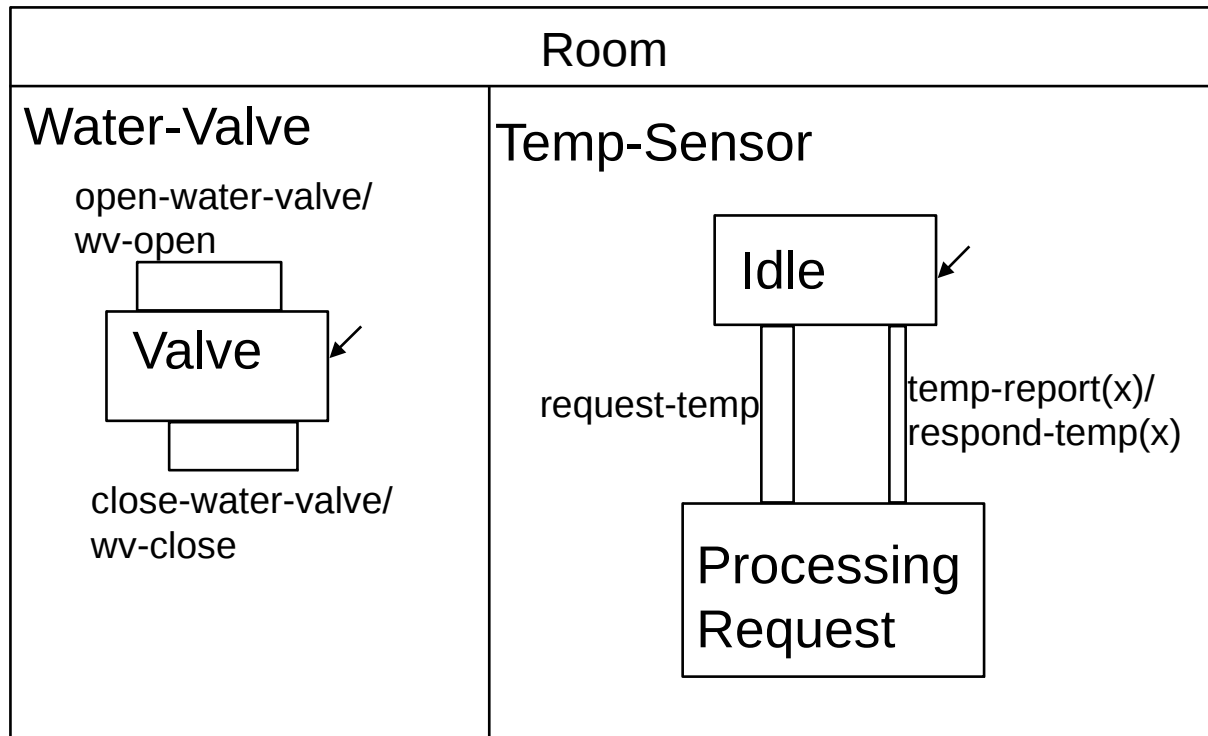 Room
Water-Valve
open-water-valve/
wv-open
Valve
close-water-valve/
wv-close
Temp-Sensor
Idle
request-temp
temp-report(x)/
respond-temp(x)
Processing
Request